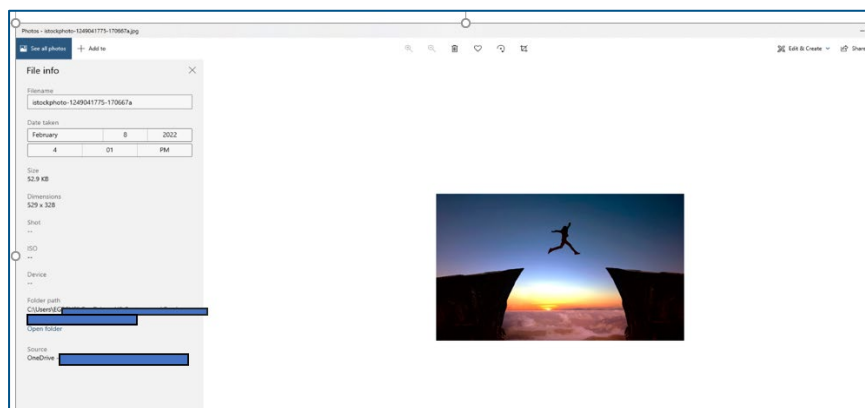 Photos - istockphoto-1249041775-170667a.jpg
See all photos + Add to Edit & Create Share
File info
Filename
istockphoto-1249041775-170667a
Date taken
February 8 2022
4 01 PM
Size
52.9 KB
Dimensions
529 x 328
Shot
--
ISO
--
Device
--
Folder path
C:\Users\
Open folder
Source
OneDrive -